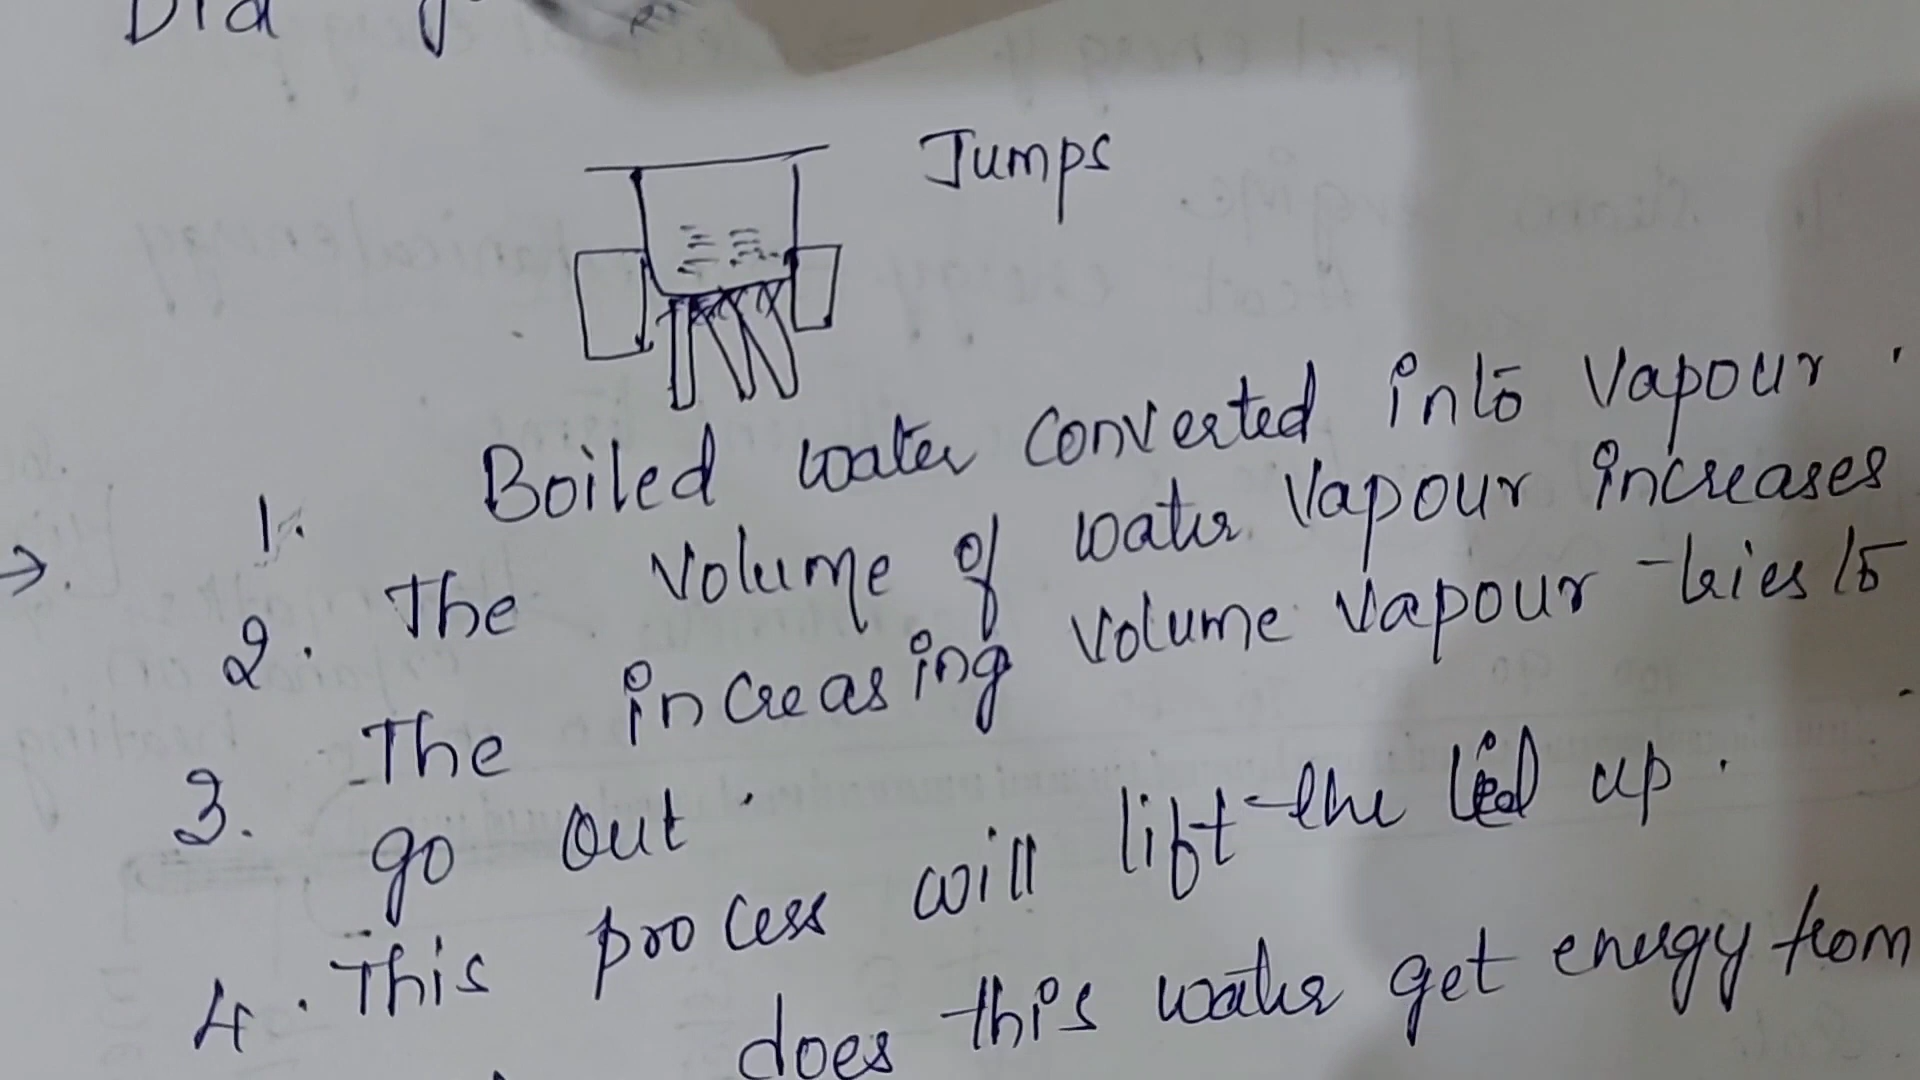 Jumps
1. Boiled water converted into vapour.
2. The volume of water vapour increases
3. The increasing volume vapour tries to
go out.
4. This process will lift the lid up.
does this water get energy from